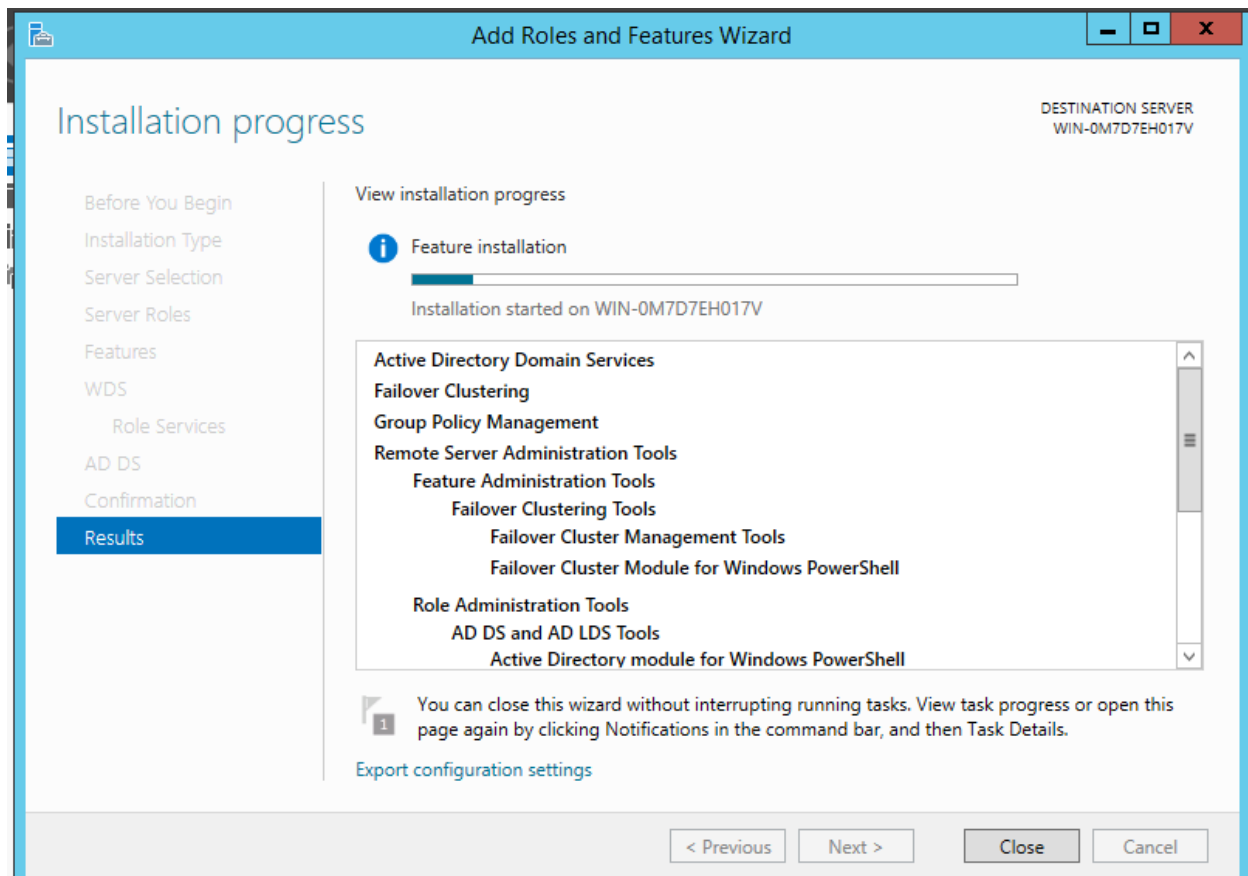 Add Roles and Features Wizard
Installation progress
DESTINATION SERVER
WIN-0M7D7EH017V
Before You Begin
Installation Type
Server Selection
Server Roles
Features
WDS
Role Services
AD DS
Confirmation
Results
View installation progress
Feature installation
Installation started on WIN-0M7D7EH017V
Active Directory Domain Services
Failover Clustering
Group Policy Management
Remote Server Administration Tools
Feature Administration Tools
Failover Clustering Tools
Failover Cluster Management Tools
Failover Cluster Module for Windows PowerShell
Role Administration Tools
AD DS and AD LDS Tools
Active Directory module for Windows PowerShell
1
You can close this wizard without interrupting running tasks. View task progress or open this
page again by clicking Notifications in the command bar, and then Task Details.
Export configuration settings
< Previous
Next >
Close
Cancel